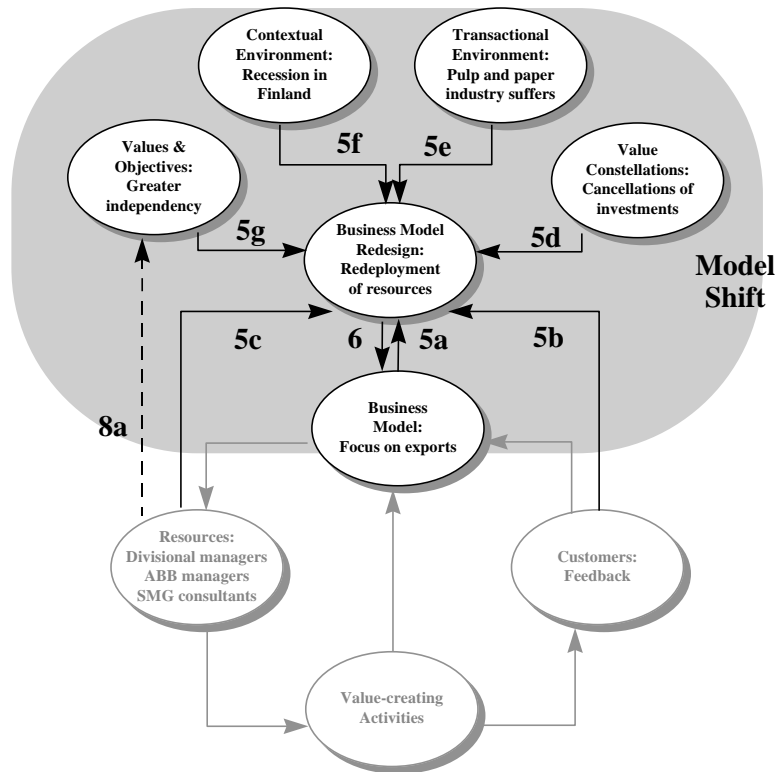 Contextual
Environment:
Recession in
Finland
Transactional
Environment:
Pulp and paper
industry suffers
5f
5e
Values &
Objectives:
Greater
independency
Value
Constellations:
Cancellations of
investments
5g
Business Model
Redesign:
Redeployment
of resources
5d
Model
Shift
5c
6
5a
5b
Business
Model:
Focus on exports
8a
Resources:
Divisional managers
ABB managers
SMG consultants
Customers:
Feedback
Value-creating
Activities